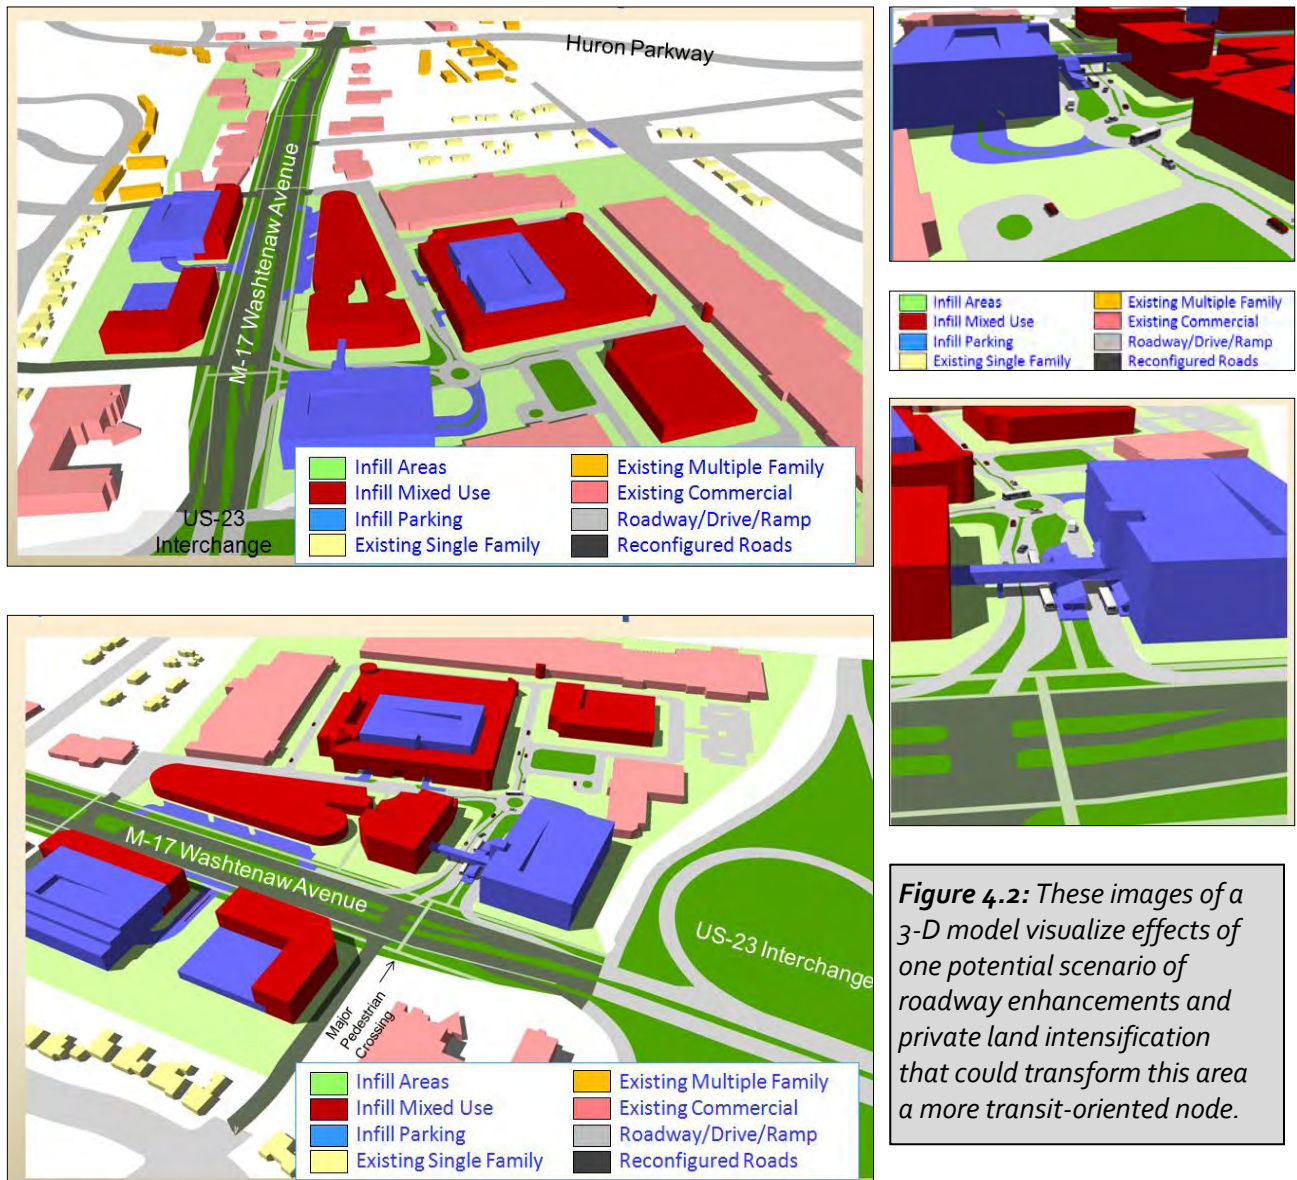 Huron Parkway
M-17 Washtenaw Avenue
US-23
Interchange
Infill Areas
Infill Mixed Use
Infill Parking
Existing Single Family
Existing Multiple Family
Existing Commercial
Roadway/Drive/Ramp
Reconfigured Roads
Infill Areas
Infill Mixed Use
Infill Parking
Existing Single Family
Existing Multiple Family
Existing Commercial
Roadway/Drive/Ramp
Reconfigured Roads
M-17 Washtenaw Avenue
US-23 Interchange
Major
Pedestrian
Crossing
Infill Areas
Infill Mixed Use
Infill Parking
Existing Single Family
Existing Multiple Family
Existing Commercial
Roadway/Drive/Ramp
Reconfigured Roads
Figure 4.2: These images of a
3-D model visualize effects of
one potential scenario of
roadway enhancements and
private land intensification
that could transform this area
a more transit-oriented node.